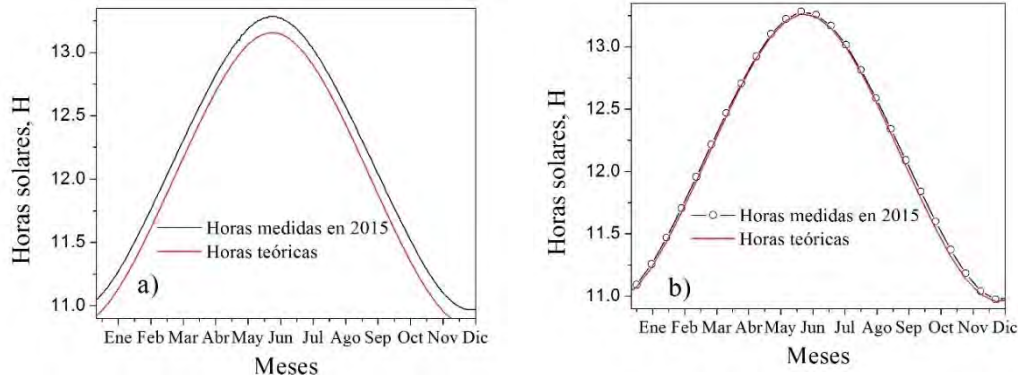 Horas solares, H
13.0
12.5
12.0
11.5
11.0
Horas medidas en 2015
Horas teóricas
a)
Ene Feb Mar Abr May Jun Jul Ago Sep Oct Nov Dic
Meses
Horas solares, H
13.0
12.5
12.0
11.5
11.0
Horas medidas en 2015
Horas teóricas
b)
Ene Feb Mar Abr May Jun Jul Ago Sep Oct Nov Dic
Meses